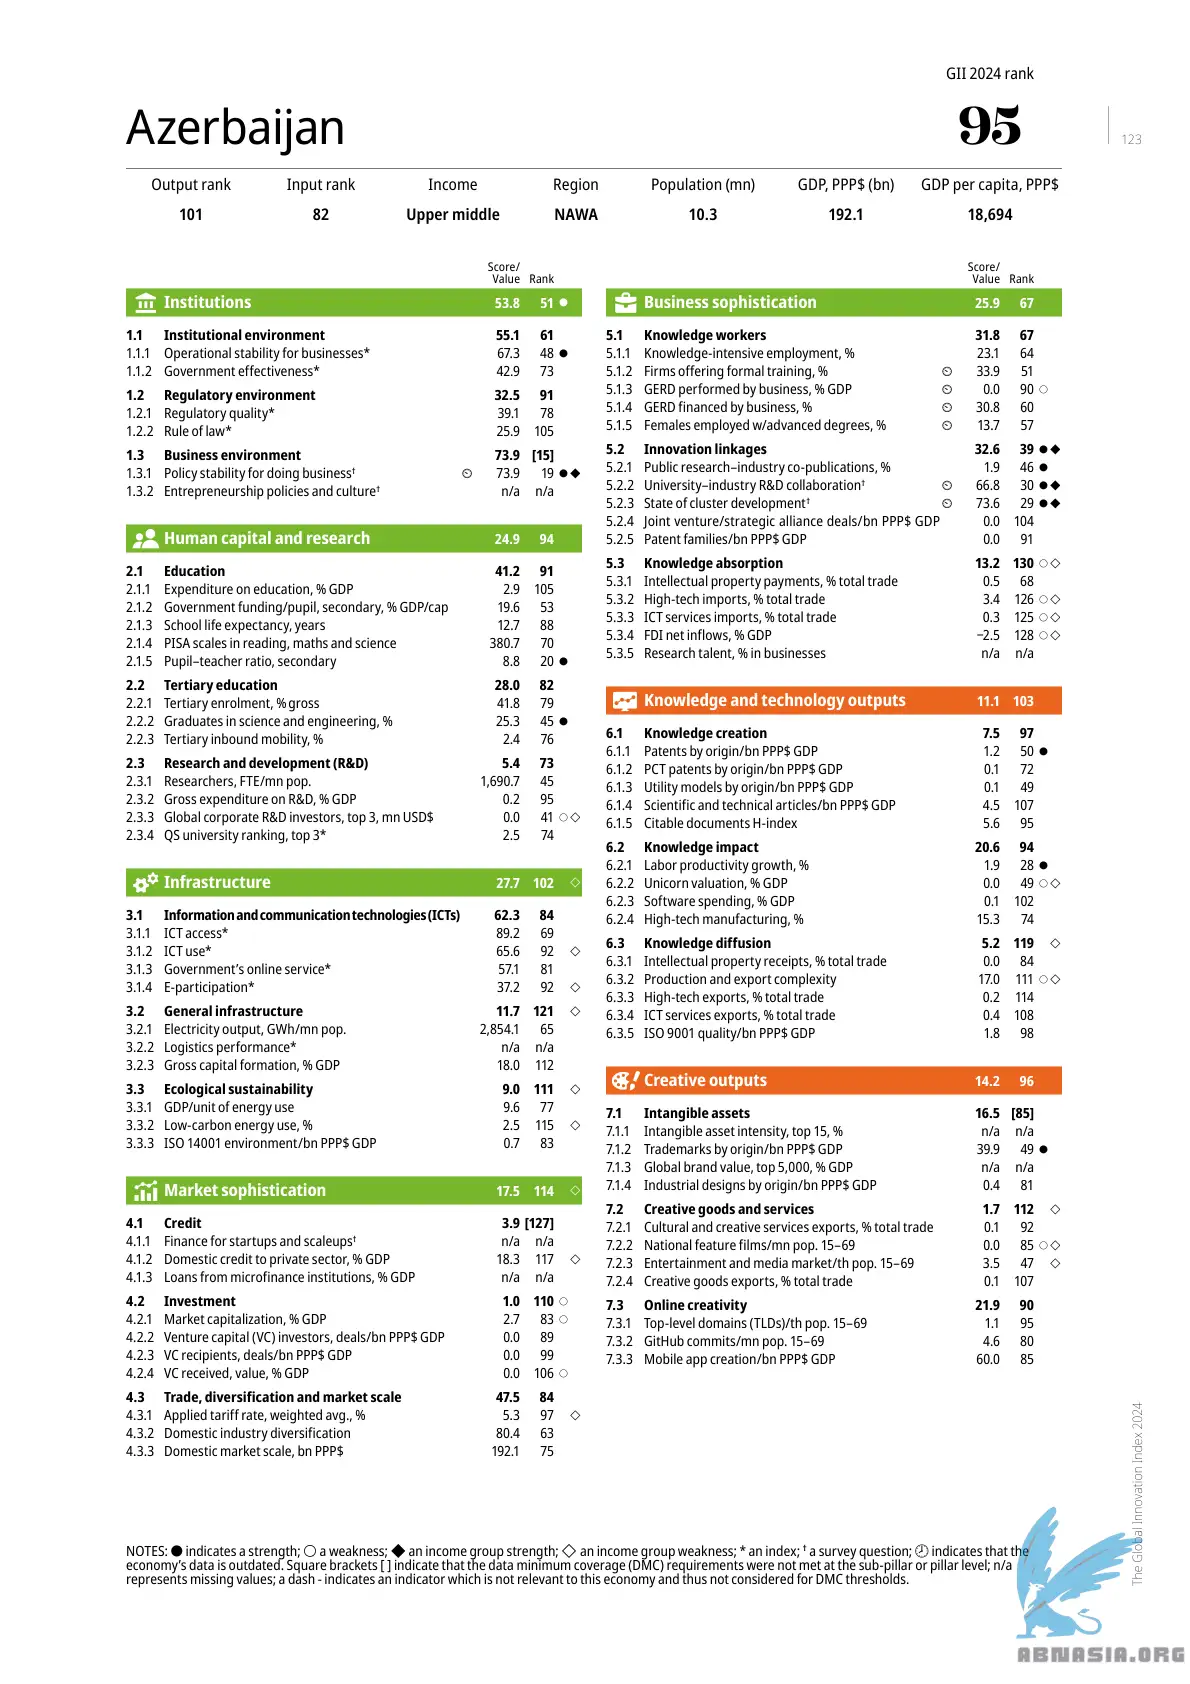 GII 2024 rank
Azerbaijan
95
123
Output rank Input rank Income Region Population (mn) GDP, PPP$ (bn) GDP per capita, PPP$
101 82 Upper middle NAWA 10.3 192.1 18,694
Score/
Value Rank
Institutions 53.8 51 ●
1.1 Institutional environment 55.1 61
1.1.1 Operational stability for businesses* 67.3 48 ●
1.1.2 Government effectiveness* 42.9 73
1.2 Regulatory environment 32.5 91
1.2.1 Regulatory quality* 39.1 78
1.2.2 Rule of law* 25.9 105
1.3 Business environment 73.9 [15]
1.3.1 Policy stability for doing business† ⏲ 73.9 19 ●◆
1.3.2 Entrepreneurship policies and culture† n/a n/a
Human capital and research 24.9 94
2.1 Education 41.2 91
2.1.1 Expenditure on education, % GDP 2.9 105
2.1.2 Government funding/pupil, secondary, % GDP/cap 19.6 53
2.1.3 School life expectancy, years 12.7 88
2.1.4 PISA scales in reading, maths and science 380.7 70
2.1.5 Pupil–teacher ratio, secondary 8.8 20 ●
2.2 Tertiary education 28.0 82
2.2.1 Tertiary enrolment, % gross 41.8 79
2.2.2 Graduates in science and engineering, % 25.3 45 ●
2.2.3 Tertiary inbound mobility, % 2.4 76
2.3 Research and development (R&D) 5.4 73
2.3.1 Researchers, FTE/mn pop. 1,690.7 45
2.3.2 Gross expenditure on R&D, % GDP 0.2 95
2.3.3 Global corporate R&D investors, top 3, mn USD$ 0.0 41 ○◇
2.3.4 QS university ranking, top 3* 2.5 74
Infrastructure 27.7 102 ◇
3.1 Information and communication technologies (ICTs) 62.3 84
3.1.1 ICT access* 89.2 69
3.1.2 ICT use* 65.6 92 ◇
3.1.3 Government's online service* 57.1 81
3.1.4 E-participation* 37.2 92 ◇
3.2 General infrastructure 11.7 121 ◇
3.2.1 Electricity output, GWh/mn pop. 2,854.1 65
3.2.2 Logistics performance* n/a n/a
3.2.3 Gross capital formation, % GDP 18.0 112
3.3 Ecological sustainability 9.0 111 ◇
3.3.1 GDP/unit of energy use 9.6 77
3.3.2 Low-carbon energy use, % 2.5 115 ◇
3.3.3 ISO 14001 environment/bn PPP$ GDP 0.7 83
Market sophistication 17.5 114 ◇
4.1 Credit 3.9 [127]
4.1.1 Finance for startups and scaleups† n/a n/a
4.1.2 Domestic credit to private sector, % GDP 18.3 117 ◇
4.1.3 Loans from microfinance institutions, % GDP n/a n/a
4.2 Investment 1.0 110 ○
4.2.1 Market capitalization, % GDP 2.7 83 ○
4.2.2 Venture capital (VC) investors, deals/bn PPP$ GDP 0.0 89
4.2.3 VC recipients, deals/bn PPP$ GDP 0.0 99
4.2.4 VC received, value, % GDP 0.0 106 ○
4.3 Trade, diversification and market scale 47.5 84
4.3.1 Applied tariff rate, weighted avg., % 5.3 97 ◇
4.3.2 Domestic industry diversification 80.4 63
4.3.3 Domestic market scale, bn PPP$ 192.1 75
Score/
Value Rank
Business sophistication 25.9 67
5.1 Knowledge workers 31.8 67
5.1.1 Knowledge-intensive employment, % 23.1 64
5.1.2 Firms offering formal training, % ⏲ 33.9 51
5.1.3 GERD performed by business, % GDP ⏲ 0.0 90 ○
5.1.4 GERD financed by business, % ⏲ 30.8 60
5.1.5 Females employed w/advanced degrees, % ⏲ 13.7 57
5.2 Innovation linkages 32.6 39 ●◆
5.2.1 Public research–industry co-publications, % 1.9 46 ●
5.2.2 University–industry R&D collaboration† ⏲ 66.8 30 ●◆
5.2.3 State of cluster development† ⏲ 73.6 29 ●◆
5.2.4 Joint venture/strategic alliance deals/bn PPP$ GDP 0.0 104
5.2.5 Patent families/bn PPP$ GDP 0.0 91
5.3 Knowledge absorption 13.2 130 ○◇
5.3.1 Intellectual property payments, % total trade 0.5 68
5.3.2 High-tech imports, % total trade 3.4 126 ○◇
5.3.3 ICT services imports, % total trade 0.3 125 ○◇
5.3.4 FDI net inflows, % GDP −2.5 128 ○◇
5.3.5 Research talent, % in businesses n/a n/a
Knowledge and technology outputs 11.1 103
6.1 Knowledge creation 7.5 97
6.1.1 Patents by origin/bn PPP$ GDP 1.2 50 ●
6.1.2 PCT patents by origin/bn PPP$ GDP 0.1 72
6.1.3 Utility models by origin/bn PPP$ GDP 0.1 49
6.1.4 Scientific and technical articles/bn PPP$ GDP 4.5 107
6.1.5 Citable documents H-index 5.6 95
6.2 Knowledge impact 20.6 94
6.2.1 Labor productivity growth, % 1.9 28 ●
6.2.2 Unicorn valuation, % GDP 0.0 49 ○◇
6.2.3 Software spending, % GDP 0.1 102
6.2.4 High-tech manufacturing, % 15.3 74
6.3 Knowledge diffusion 5.2 119 ◇
6.3.1 Intellectual property receipts, % total trade 0.0 84
6.3.2 Production and export complexity 17.0 111 ○◇
6.3.3 High-tech exports, % total trade 0.2 114
6.3.4 ICT services exports, % total trade 0.4 108
6.3.5 ISO 9001 quality/bn PPP$ GDP 1.8 98
Creative outputs 14.2 96
7.1 Intangible assets 16.5 [85]
7.1.1 Intangible asset intensity, top 15, % n/a n/a
7.1.2 Trademarks by origin/bn PPP$ GDP 39.9 49 ●
7.1.3 Global brand value, top 5,000, % GDP n/a n/a
7.1.4 Industrial designs by origin/bn PPP$ GDP 0.4 81
7.2 Creative goods and services 1.7 112 ◇
7.2.1 Cultural and creative services exports, % total trade 0.1 92
7.2.2 National feature films/mn pop. 15–69 0.0 85 ○◇
7.2.3 Entertainment and media market/th pop. 15–69 3.5 47 ◇
7.2.4 Creative goods exports, % total trade 0.1 107
7.3 Online creativity 21.9 90
7.3.1 Top-level domains (TLDs)/th pop. 15–69 1.1 95
7.3.2 GitHub commits/mn pop. 15–69 4.6 80
7.3.3 Mobile app creation/bn PPP$ GDP 60.0 85
The Global Innovation Index 2024
NOTES: ● indicates a strength; ○ a weakness; ◆ an income group strength; ◇ an income group weakness; * an index; † a survey question; ⏲ indicates that the
economy's data is outdated. Square brackets [ ] indicate that the data minimum coverage (DMC) requirements were not met at the sub-pillar or pillar level; n/a
represents missing values; a dash - indicates an indicator which is not relevant to this economy and thus not considered for DMC thresholds.
ABNASIA.ORG